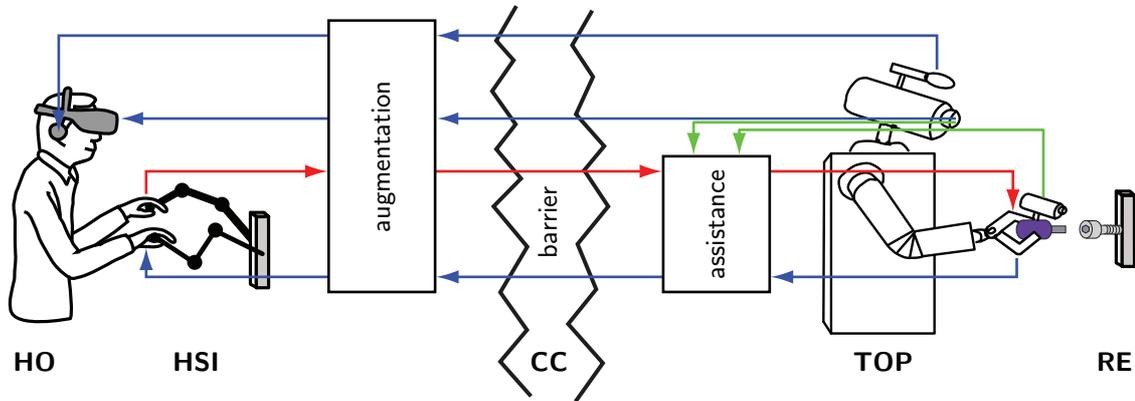 augmentation
barrier
assistance
HO
HSI
CC
TOP
RE